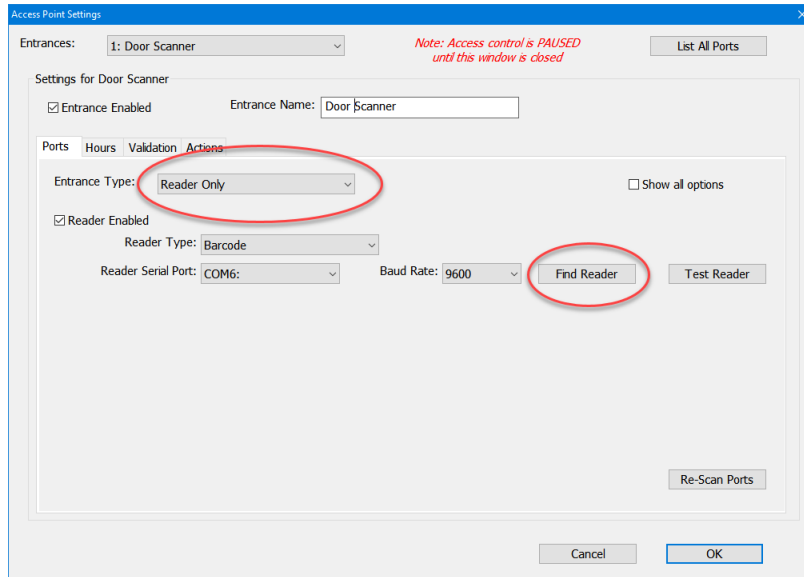 Access Point Settings
Entrances: 1: Door Scanner
Note: Access control is PAUSED
until this window is closed
List All Ports
Settings for Door Scanner
Entrance Enabled
Entrance Name: Door Scanner
Ports Hours Validation Actions
Entrance Type: Reader Only
Show all options
Reader Enabled
Reader Type: Barcode
Reader Serial Port: COM6:
Baud Rate: 9600
Find Reader
Test Reader
Re-Scan Ports
Cancel
OK